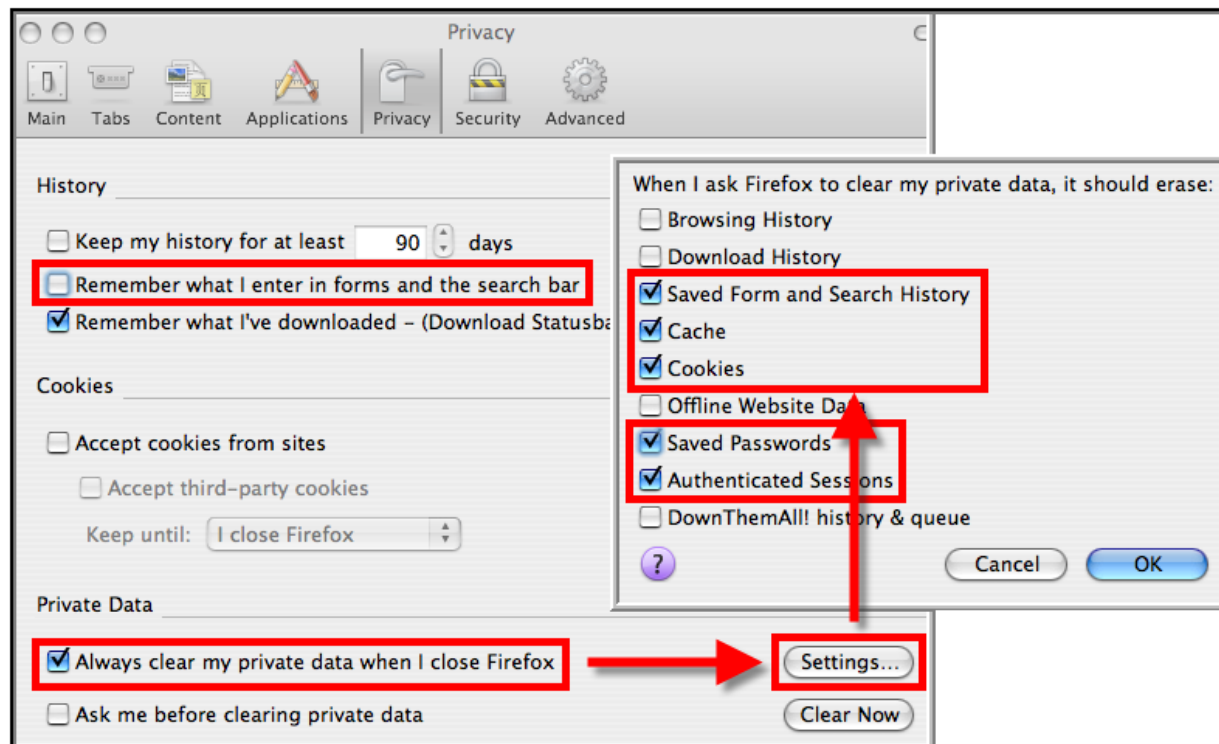 Privacy
Main Tabs Content Applications Privacy Security Advanced
History
Keep my history for at least 90 days
Remember what I enter in forms and the search bar
Remember what I've downloaded – (Download Statusba
Cookies
Accept cookies from sites
Accept third-party cookies
Keep until: I close Firefox
Private Data
Always clear my private data when I close Firefox Settings...
Ask me before clearing private data Clear Now
When I ask Firefox to clear my private data, it should erase:
Browsing History
Download History
Saved Form and Search History
Cache
Cookies
Offline Website Data
Saved Passwords
Authenticated Sessions
DownThemAll! history & queue
? Cancel OK